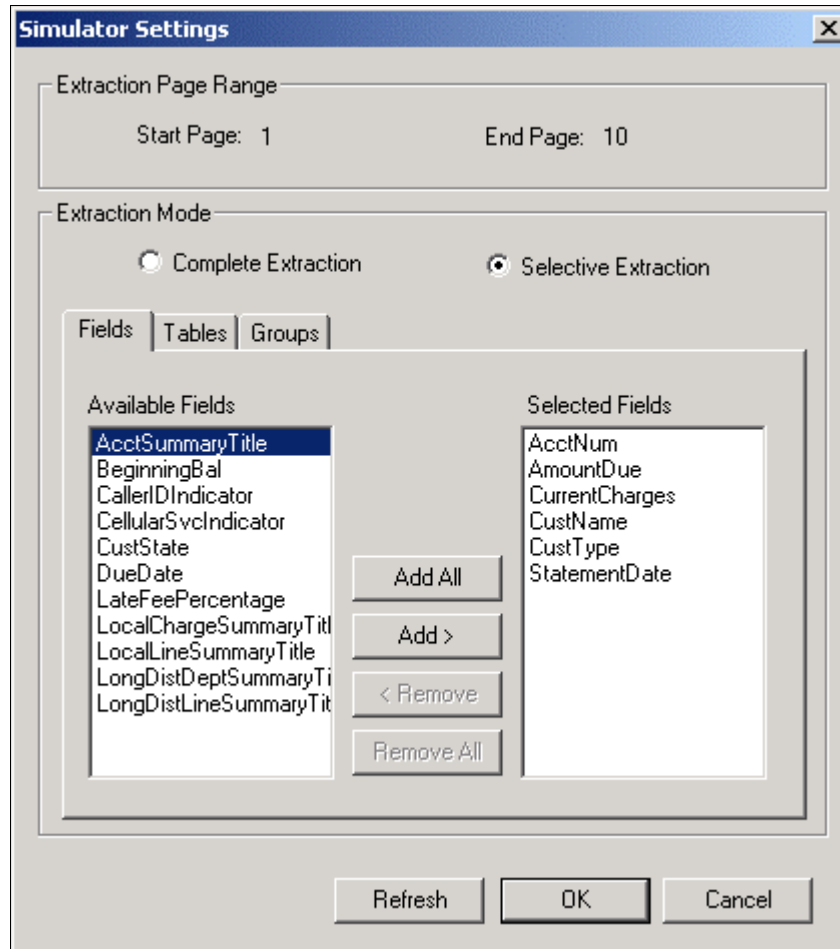 Simulator Settings
Extraction Page Range
Start Page: 1 End Page: 10
Extraction Mode
Complete Extraction Selective Extraction
Fields Tables Groups
Available Fields
AcctSummaryTitle
BeginningBal
CallerIDIndicator
CellularSvcIndicator
CustState
DueDate
LateFeePercentage
LocalChargeSummaryTitl
LocalLineSummaryTitle
LongDistDeptSummaryTi
LongDistLineSummaryTit
Add All
Add >
< Remove
Remove All
Selected Fields
AcctNum
AmountDue
CurrentCharges
CustName
CustType
StatementDate
Refresh OK Cancel